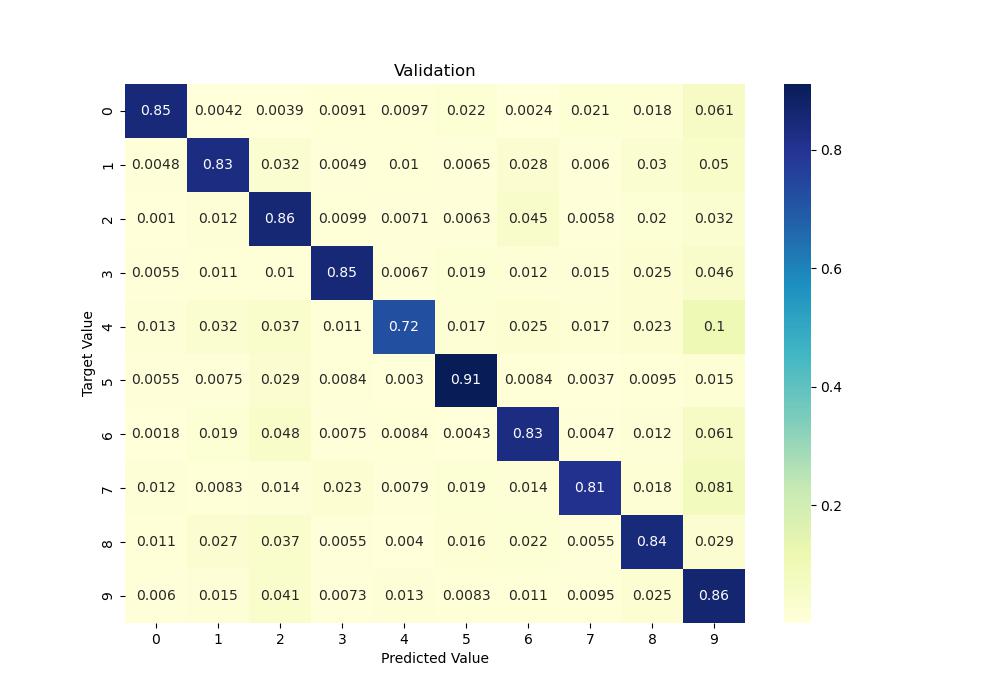 Validation
0 0.85 0.0042 0.0039 0.0091 0.0097 0.022 0.0024 0.021 0.018 0.061
1 0.0048 0.83 0.032 0.0049 0.01 0.0065 0.028 0.006 0.03 0.05
2 0.001 0.012 0.86 0.0099 0.0071 0.0063 0.045 0.0058 0.02 0.032
3 0.0055 0.011 0.01 0.85 0.0067 0.019 0.012 0.015 0.025 0.046
4 0.013 0.032 0.037 0.011 0.72 0.017 0.025 0.017 0.023 0.1
5 0.0055 0.0075 0.029 0.0084 0.003 0.91 0.0084 0.0037 0.0095 0.015
6 0.0018 0.019 0.048 0.0075 0.0084 0.0043 0.83 0.0047 0.012 0.061
7 0.012 0.0083 0.014 0.023 0.0079 0.019 0.014 0.81 0.018 0.081
8 0.011 0.027 0.037 0.0055 0.004 0.016 0.022 0.0055 0.84 0.029
9 0.006 0.015 0.041 0.0073 0.013 0.0083 0.011 0.0095 0.025 0.86
0 1 2 3 4 5 6 7 8 9
Predicted Value
Target Value
0.8
0.6
0.4
0.2